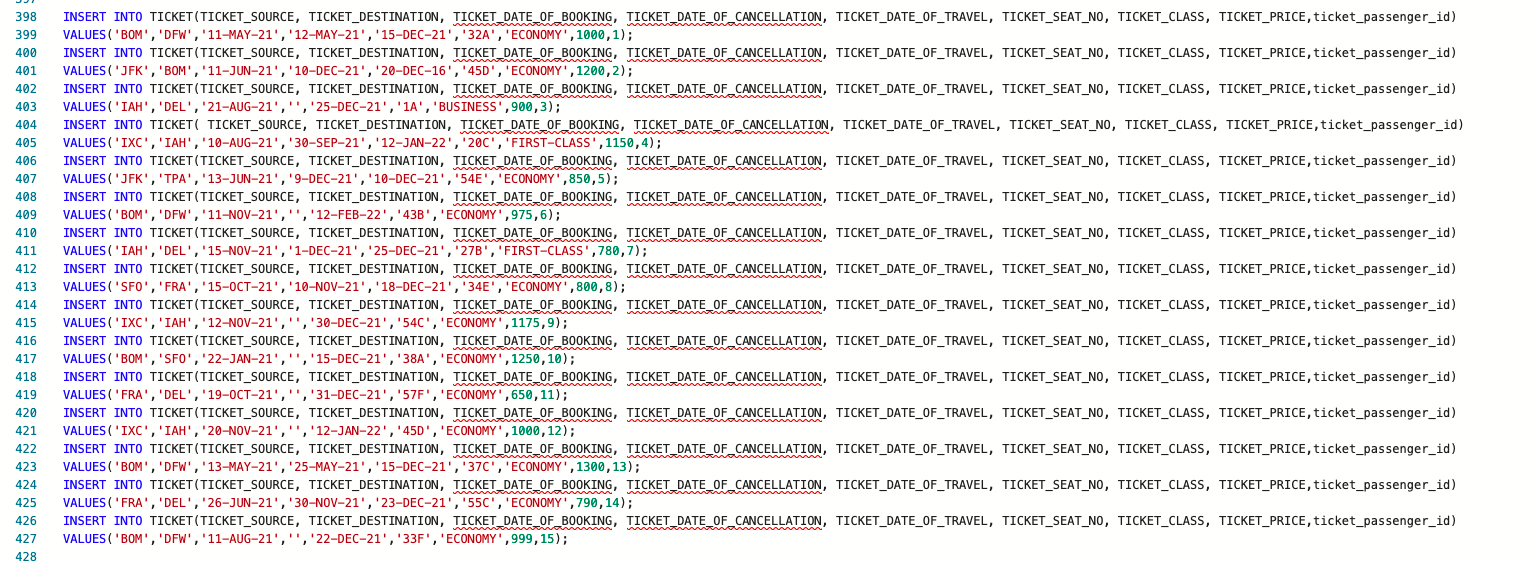 398 INSERT INTO TICKET(TICKET_SOURCE, TICKET_DESTINATION, TICKET_DATE_OF_BOOKING, TICKET_DATE_OF_CANCELLATION, TICKET_DATE_OF_TRAVEL, TICKET_SEAT_NO, TICKET_CLASS, TICKET_PRICE,ticket_passenger_id)
399 VALUES('BOM','DFW','11-MAY-21','12-MAY-21','15-DEC-21','32A','ECONOMY',1000,1);
400 INSERT INTO TICKET(TICKET_SOURCE, TICKET_DESTINATION, TICKET_DATE_OF_BOOKING, TICKET_DATE_OF_CANCELLATION, TICKET_DATE_OF_TRAVEL, TICKET_SEAT_NO, TICKET_CLASS, TICKET_PRICE,ticket_passenger_id)
401 VALUES('JFK','BOM','11-JUN-21','10-DEC-21','20-DEC-16','45D','ECONOMY',1200,2);
402 INSERT INTO TICKET(TICKET_SOURCE, TICKET_DESTINATION, TICKET_DATE_OF_BOOKING, TICKET_DATE_OF_CANCELLATION, TICKET_DATE_OF_TRAVEL, TICKET_SEAT_NO, TICKET_CLASS, TICKET_PRICE,ticket_passenger_id)
403 VALUES('IAH','DEL','21-AUG-21','','25-DEC-21','1A','BUSINESS',900,3);
404 INSERT INTO TICKET( TICKET_SOURCE, TICKET_DESTINATION, TICKET_DATE_OF_BOOKING, TICKET_DATE_OF_CANCELLATION, TICKET_DATE_OF_TRAVEL, TICKET_SEAT_NO, TICKET_CLASS, TICKET_PRICE,ticket_passenger_id)
405 VALUES('IXC','IAH','10-AUG-21','30-SEP-21','12-JAN-22','20C','FIRST-CLASS',1150,4);
406 INSERT INTO TICKET(TICKET_SOURCE, TICKET_DESTINATION, TICKET_DATE_OF_BOOKING, TICKET_DATE_OF_CANCELLATION, TICKET_DATE_OF_TRAVEL, TICKET_SEAT_NO, TICKET_CLASS, TICKET_PRICE,ticket_passenger_id)
407 VALUES('JFK','TPA','13-JUN-21','9-DEC-21','10-DEC-21','54E','ECONOMY',850,5);
408 INSERT INTO TICKET(TICKET_SOURCE, TICKET_DESTINATION, TICKET_DATE_OF_BOOKING, TICKET_DATE_OF_CANCELLATION, TICKET_DATE_OF_TRAVEL, TICKET_SEAT_NO, TICKET_CLASS, TICKET_PRICE,ticket_passenger_id)
409 VALUES('BOM','DFW','11-NOV-21','','12-FEB-22','43B','ECONOMY',975,6);
410 INSERT INTO TICKET(TICKET_SOURCE, TICKET_DESTINATION, TICKET_DATE_OF_BOOKING, TICKET_DATE_OF_CANCELLATION, TICKET_DATE_OF_TRAVEL, TICKET_SEAT_NO, TICKET_CLASS, TICKET_PRICE,ticket_passenger_id)
411 VALUES('IAH','DEL','15-NOV-21','1-DEC-21','25-DEC-21','27B','FIRST-CLASS',780,7);
412 INSERT INTO TICKET(TICKET_SOURCE, TICKET_DESTINATION, TICKET_DATE_OF_BOOKING, TICKET_DATE_OF_CANCELLATION, TICKET_DATE_OF_TRAVEL, TICKET_SEAT_NO, TICKET_CLASS, TICKET_PRICE,ticket_passenger_id)
413 VALUES('SFO','FRA','15-OCT-21','10-NOV-21','18-DEC-21','34E','ECONOMY',800,8);
414 INSERT INTO TICKET(TICKET_SOURCE, TICKET_DESTINATION, TICKET_DATE_OF_BOOKING, TICKET_DATE_OF_CANCELLATION, TICKET_DATE_OF_TRAVEL, TICKET_SEAT_NO, TICKET_CLASS, TICKET_PRICE,ticket_passenger_id)
415 VALUES('IXC','IAH','12-NOV-21','','30-DEC-21','54C','ECONOMY',1175,9);
416 INSERT INTO TICKET(TICKET_SOURCE, TICKET_DESTINATION, TICKET_DATE_OF_BOOKING, TICKET_DATE_OF_CANCELLATION, TICKET_DATE_OF_TRAVEL, TICKET_SEAT_NO, TICKET_CLASS, TICKET_PRICE,ticket_passenger_id)
417 VALUES('BOM','SFO','22-JAN-21','','15-DEC-21','38A','ECONOMY',1250,10);
418 INSERT INTO TICKET(TICKET_SOURCE, TICKET_DESTINATION, TICKET_DATE_OF_BOOKING, TICKET_DATE_OF_CANCELLATION, TICKET_DATE_OF_TRAVEL, TICKET_SEAT_NO, TICKET_CLASS, TICKET_PRICE,ticket_passenger_id)
419 VALUES('FRA','DEL','19-OCT-21','','31-DEC-21','57F','ECONOMY',650,11);
420 INSERT INTO TICKET(TICKET_SOURCE, TICKET_DESTINATION, TICKET_DATE_OF_BOOKING, TICKET_DATE_OF_CANCELLATION, TICKET_DATE_OF_TRAVEL, TICKET_SEAT_NO, TICKET_CLASS, TICKET_PRICE,ticket_passenger_id)
421 VALUES('IXC','IAH','20-NOV-21','','12-JAN-22','45D','ECONOMY',1000,12);
422 INSERT INTO TICKET(TICKET_SOURCE, TICKET_DESTINATION, TICKET_DATE_OF_BOOKING, TICKET_DATE_OF_CANCELLATION, TICKET_DATE_OF_TRAVEL, TICKET_SEAT_NO, TICKET_CLASS, TICKET_PRICE,ticket_passenger_id)
423 VALUES('BOM','DFW','13-MAY-21','25-MAY-21','15-DEC-21','37C','ECONOMY',1300,13);
424 INSERT INTO TICKET(TICKET_SOURCE, TICKET_DESTINATION, TICKET_DATE_OF_BOOKING, TICKET_DATE_OF_CANCELLATION, TICKET_DATE_OF_TRAVEL, TICKET_SEAT_NO, TICKET_CLASS, TICKET_PRICE,ticket_passenger_id)
425 VALUES('FRA','DEL','26-JUN-21','30-NOV-21','23-DEC-21','55C','ECONOMY',790,14);
426 INSERT INTO TICKET(TICKET_SOURCE, TICKET_DESTINATION, TICKET_DATE_OF_BOOKING, TICKET_DATE_OF_CANCELLATION, TICKET_DATE_OF_TRAVEL, TICKET_SEAT_NO, TICKET_CLASS, TICKET_PRICE,ticket_passenger_id)
427 VALUES('BOM','DFW','11-AUG-21','','22-DEC-21','33F','ECONOMY',999,15);
428